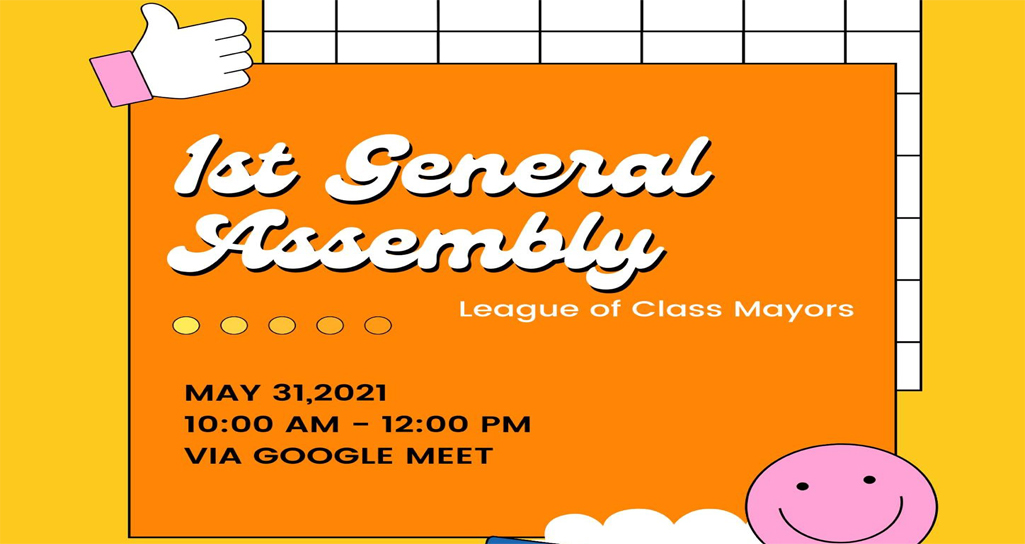 1st General
Assembly
League of Class Mayors
MAY 31,2021
10:00 AM – 12:00 PM
VIA GOOGLE MEET